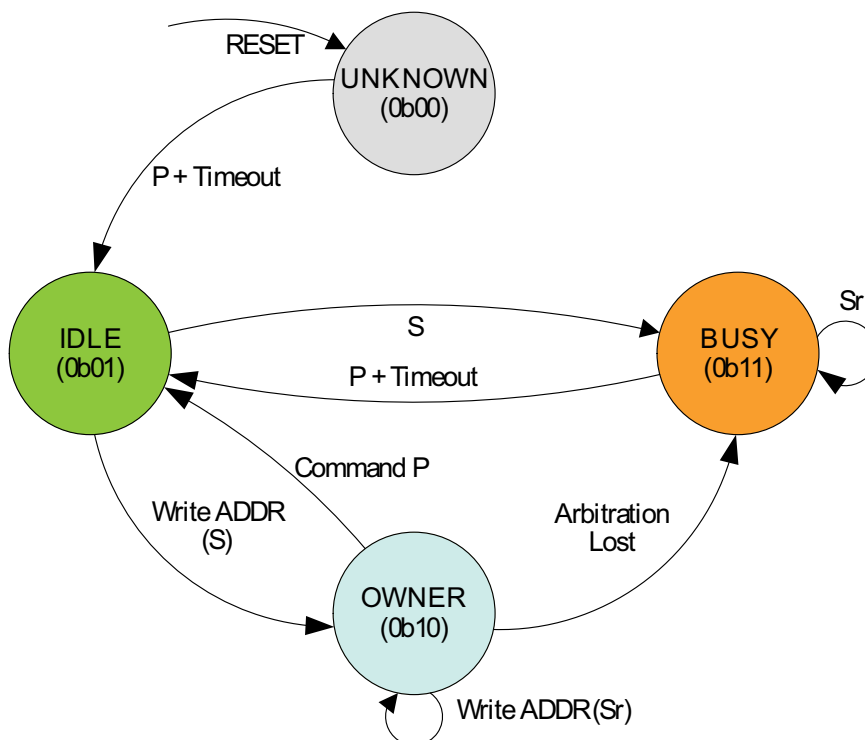 RESET
UNKNOWN
(0b00)
P + Timeout
IDLE
(0b01)
S
BUSY
(0b11)
Sr
P + Timeout
Command P
Write ADDR
(S)
Arbitration
Lost
OWNER
(0b10)
Write ADDR(Sr)